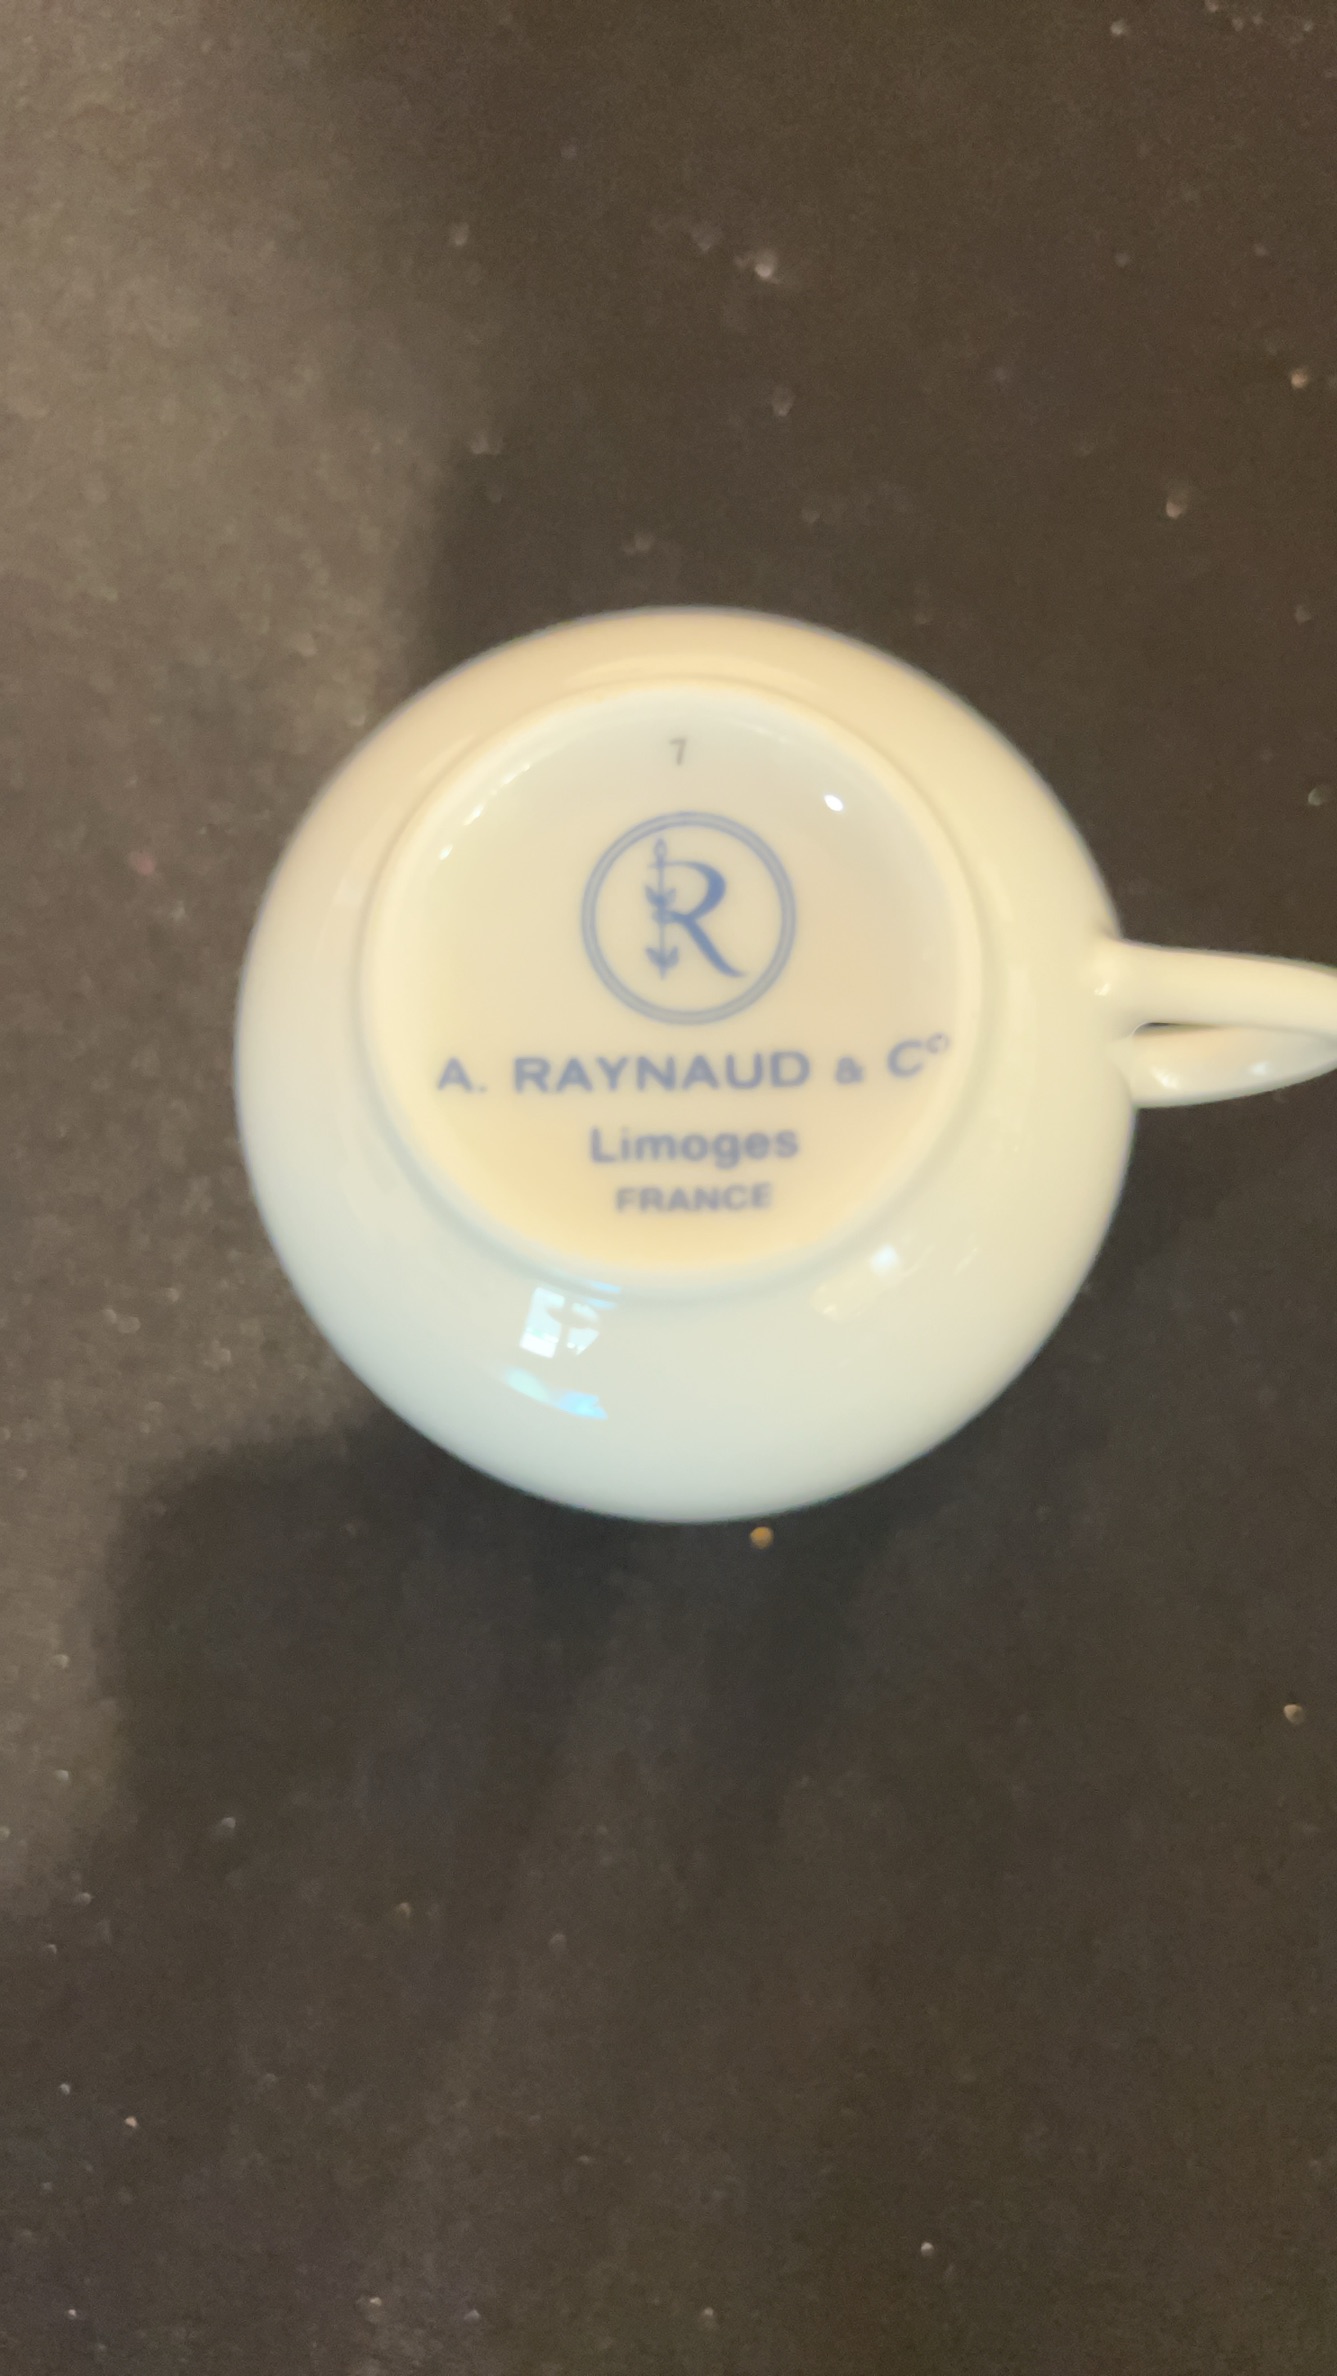 7
R
A. RAYNAUD & Cº
Limoges
FRANCE